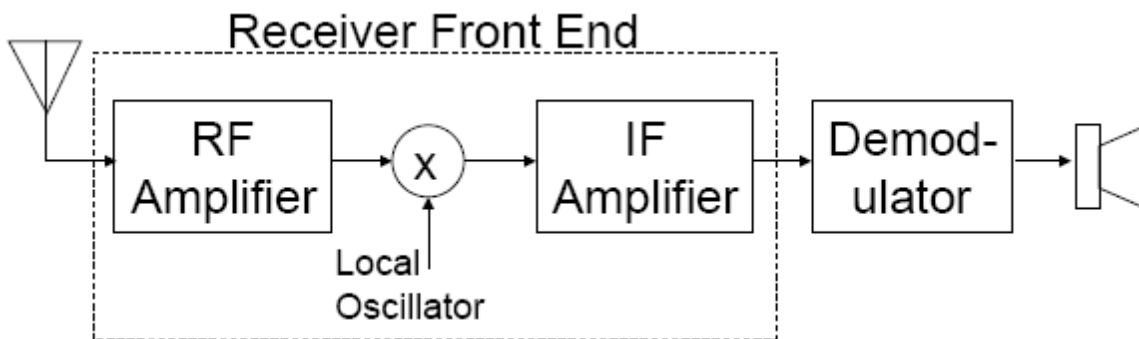 Receiver Front End
RF
Amplifier
x
IF
Amplifier
Demod-
ulator
Local
Oscillator